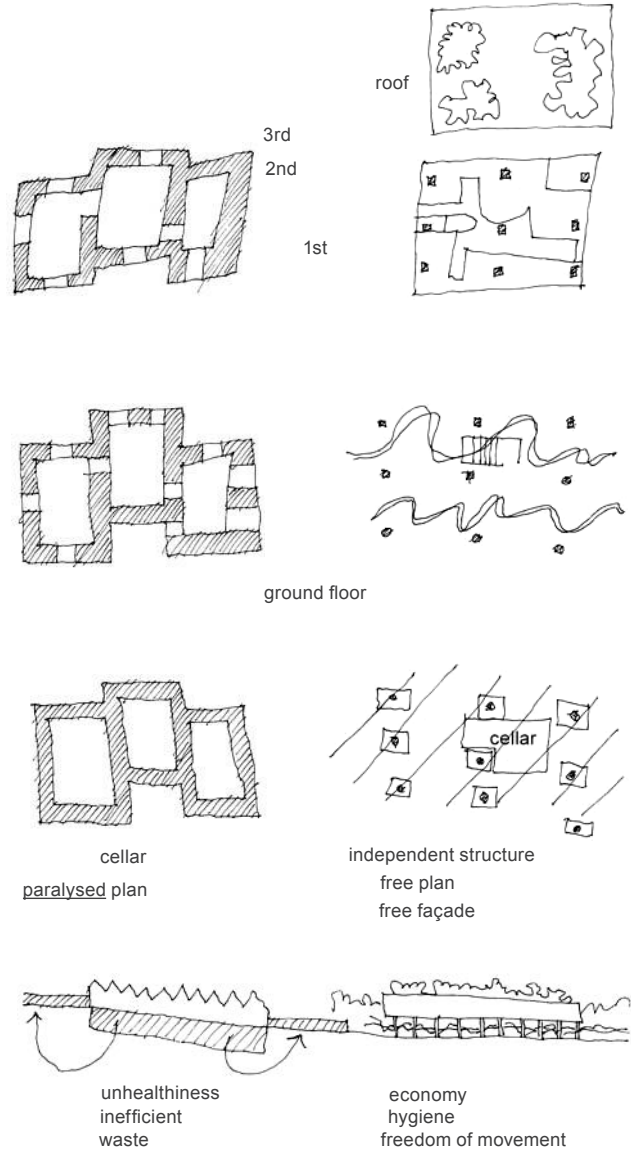 roof
3rd
2nd
1st
ground floor
cellar
cellar
paralysed plan
independent structure
free plan
free façade
unhealthiness
inefficient
waste
economy
hygiene
freedom of movement